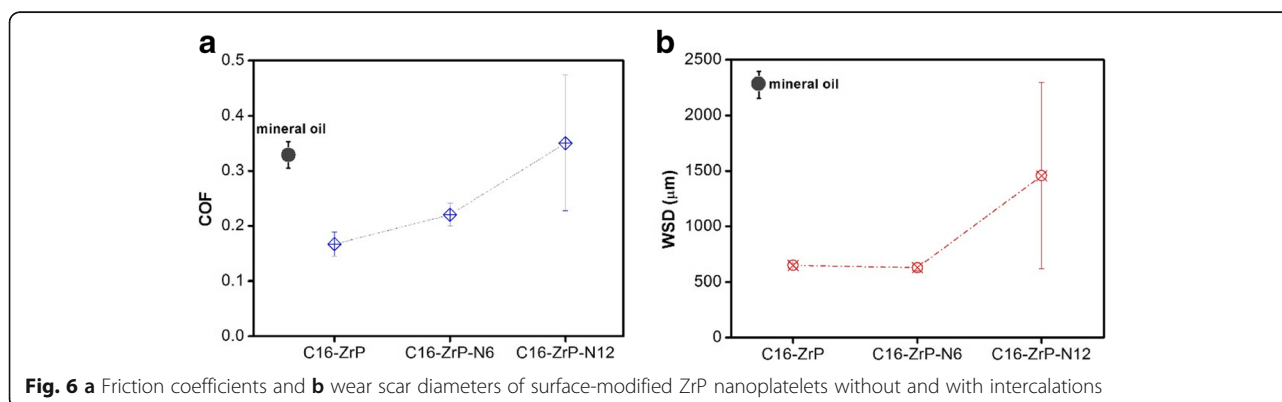 a
0.5
0.4
0.3
0.2
0.1
0.0
COF
mineral oil
C16-ZrP
C16-ZrP-N6
C16-ZrP-N12
b
2500
2000
1500
1000
500
0
WSD (μm)
mineral oil
C16-ZrP
C16-ZrP-N6
C16-ZrP-N12
Fig. 6 a Friction coefficients and b wear scar diameters of surface-modified ZrP nanoplatelets without and with intercalations